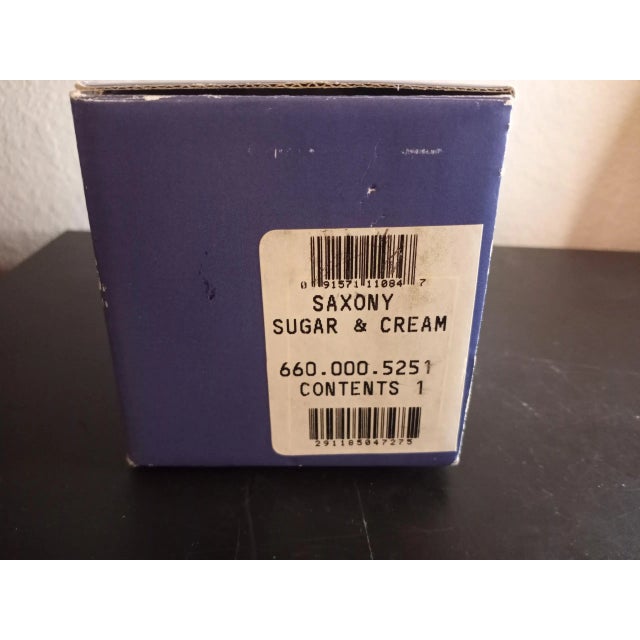 0 91571 11084 7
SAXONY
SUGAR & CREAM
660.000.5251
CONTENTS 1
291185047275